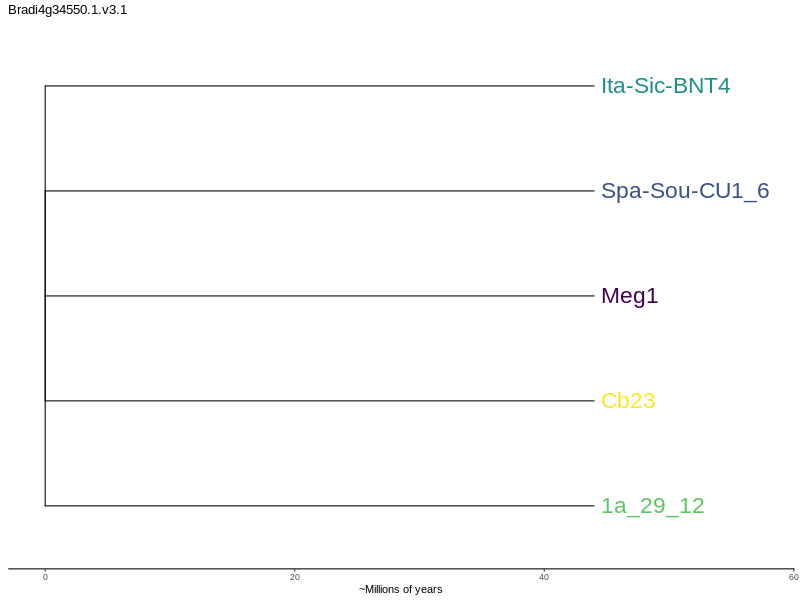 Bradi4g34550.1.v3.1
Ita-Sic-BNT4
Spa-Sou-CU1_6
Meg1
Cb23
1a_29_12
0 20 40 60
~Millions of years